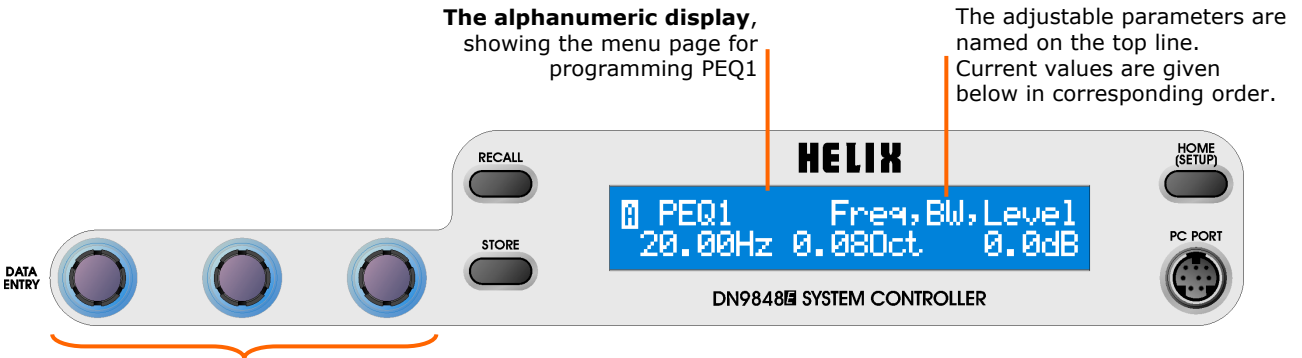 The alphanumeric display,
showing the menu page for
programming PEQ1
The adjustable parameters are
named on the top line.
Current values are given
below in corresponding order.
RECALL
HELIX
HOME
(SETUP)
A PEQ1 Freq,BW,Level
20.00Hz 0.08Oct 0.0dB
STORE
PC PORT
DATA
ENTRY
DN9848E SYSTEM CONTROLLER